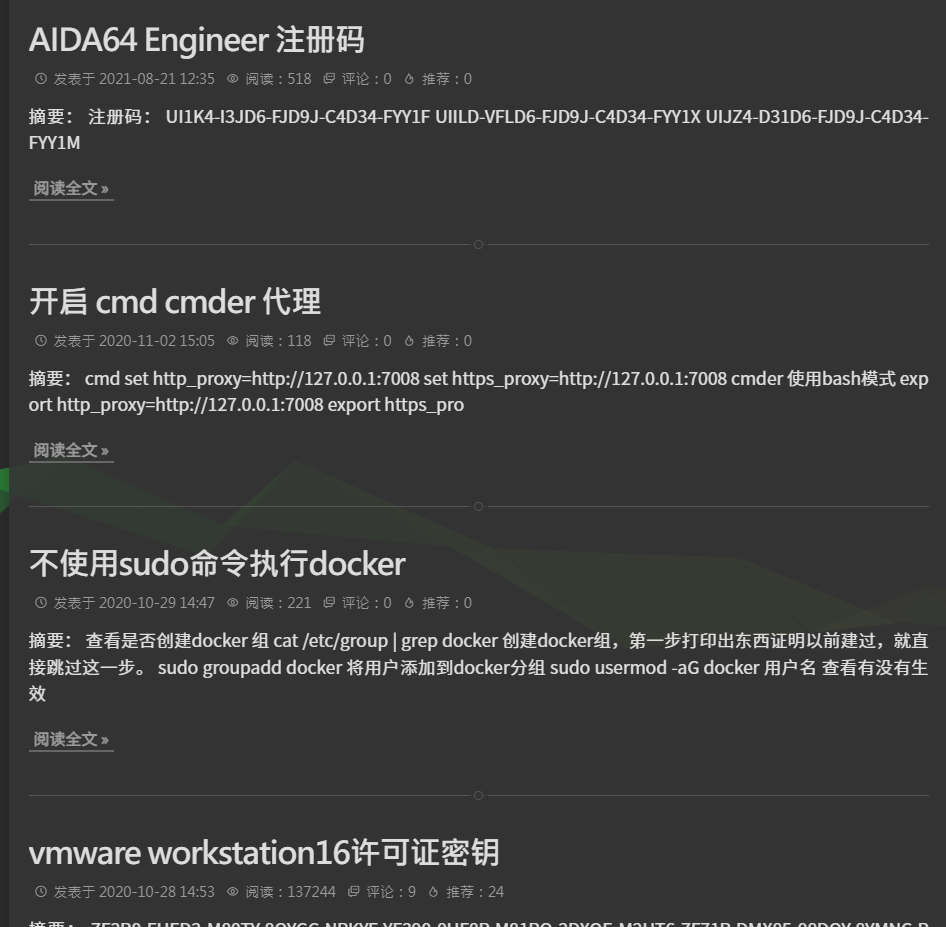 AIDA64 Engineer 注册码
发表于 2021-08-21 12:35 阅读：518 评论：0 推荐：0
摘要： 注册码： UI1K4-I3JD6-FJD9J-C4D34-FYY1F UIILD-VFLD6-FJD9J-C4D34-FYY1X UIJZ4-D31D6-FJD9J-C4D34-
FYY1M
阅读全文 »
开启 cmd cmder 代理
发表于 2020-11-02 15:05 阅读：118 评论：0 推荐：0
摘要： cmd set http_proxy=http://127.0.0.1:7008 set https_proxy=http://127.0.0.1:7008 cmder 使用bash模式 exp
ort http_proxy=http://127.0.0.1:7008 export https_pro
阅读全文 »
不使用sudo命令执行docker
发表于 2020-10-29 14:47 阅读：221 评论：0 推荐：0
摘要： 查看是否创建docker 组 cat /etc/group | grep docker 创建docker组，第一步打印出东西证明以前建过，就直
接跳过这一步。 sudo groupadd docker 将用户添加到docker分组 sudo usermod -aG docker 用户名 查看有没有生
效
阅读全文 »
vmware workstation16许可证密钥
发表于 2020-10-28 14:53 阅读：137244 评论：9 推荐：24
摘要：